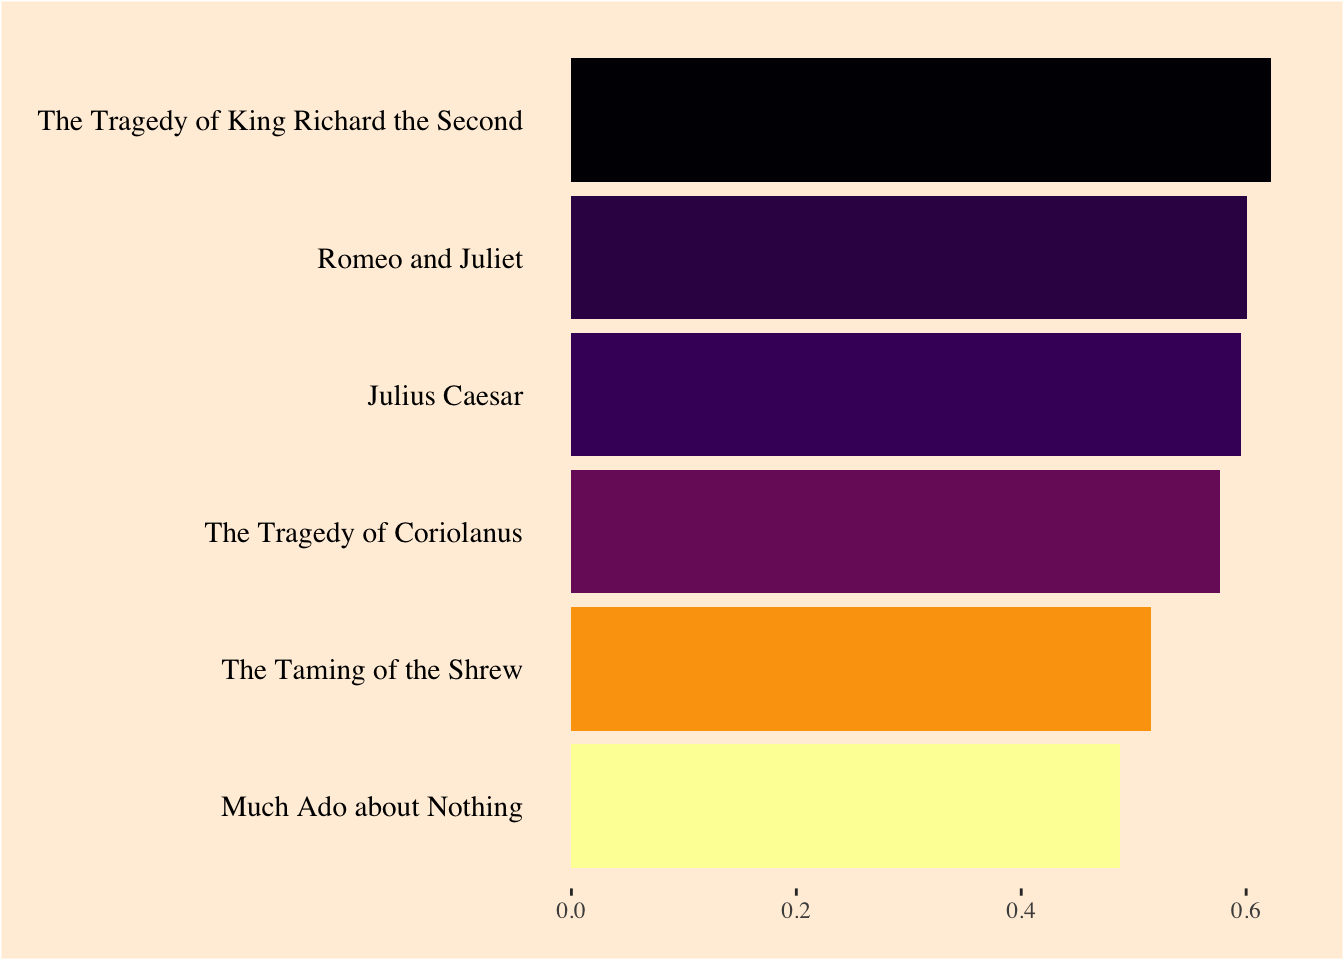 The Tragedy of King Richard the Second
Romeo and Juliet
Julius Caesar
The Tragedy of Coriolanus
The Taming of the Shrew
Much Ado about Nothing
0.0 0.2 0.4 0.6